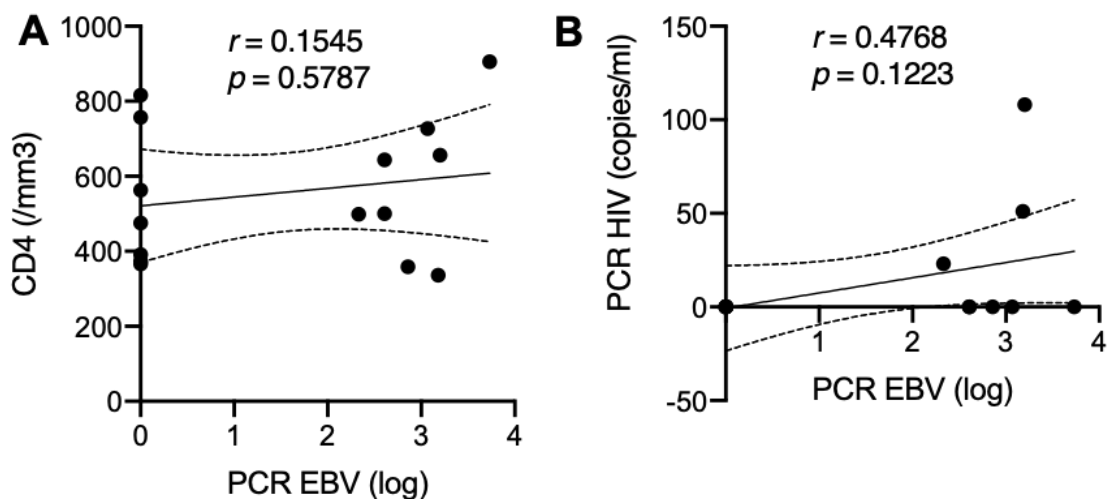 A
r = 0.1545
p = 0.5787
CD4 (/mm3)
1000
800
600
400
200
0
0 1 2 3 4
PCR EBV (log)
B
r = 0.4768
p = 0.1223
PCR HIV (copies/ml)
150
100
50
0
-50
1 2 3 4
PCR EBV (log)